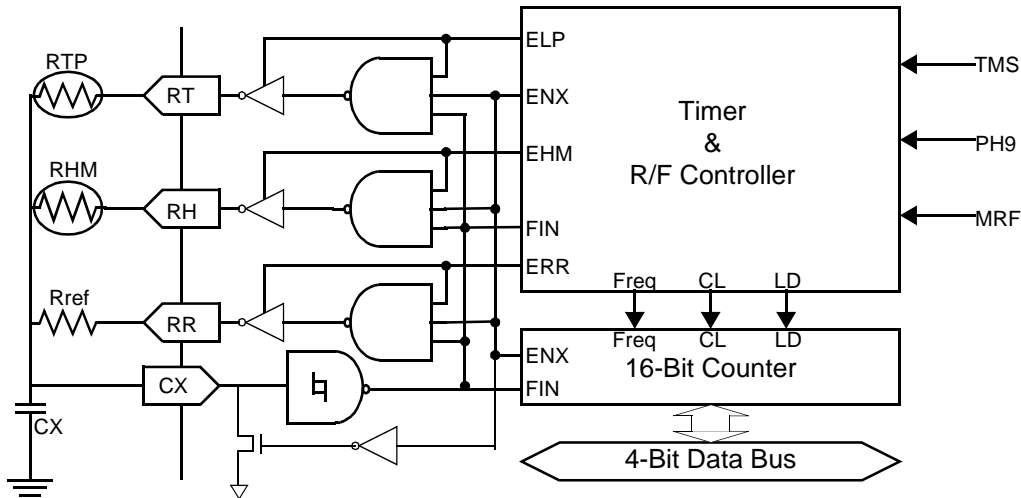 RTP
RT
ELP
ENX
Timer
&
R/F Controller
TMS
PH9
MRF
RHM
RH
EHM
FIN
Rref
RR
ERR
Freq CL LD
Freq CL LD
ENX
FIN
16-Bit Counter
CX
CX
4-Bit Data Bus